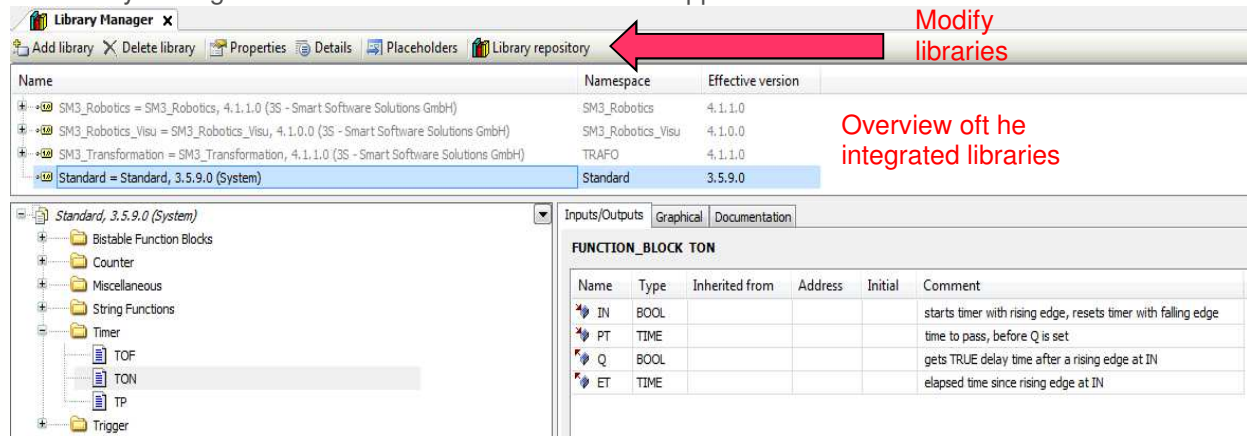 Library Manager X
Add library Delete library Properties Details Placeholders Library repository
Modify
libraries
Name Namespace Effective version
SM3_Robotics = SM3_Robotics, 4.1.1.0 (3S - Smart Software Solutions GmbH) SM3_Robotics 4.1.1.0
SM3_Robotics_Visu = SM3_Robotics_Visu, 4.1.0.0 (3S - Smart Software Solutions GmbH) SM3_Robotics_Visu 4.1.0.0
SM3_Transformation = SM3_Transformation, 4.1.1.0 (3S - Smart Software Solutions GmbH) TRAFO 4.1.1.0
Standard = Standard, 3.5.9.0 (System) Standard 3.5.9.0
Overview oft he
integrated libraries
Standard, 3.5.9.0 (System)
Bistable Function Blocks
Counter
Miscellaneous
String Functions
Timer
TOF
TON
TP
Trigger
Inputs/Outputs Graphical Documentation
FUNCTION_BLOCK TON
Name Type Inherited from Address Initial Comment
IN BOOL starts timer with rising edge, resets timer with falling edge
PT TIME time to pass, before Q is set
Q BOOL gets TRUE delay time after a rising edge at IN
ET TIME elapsed time since rising edge at IN